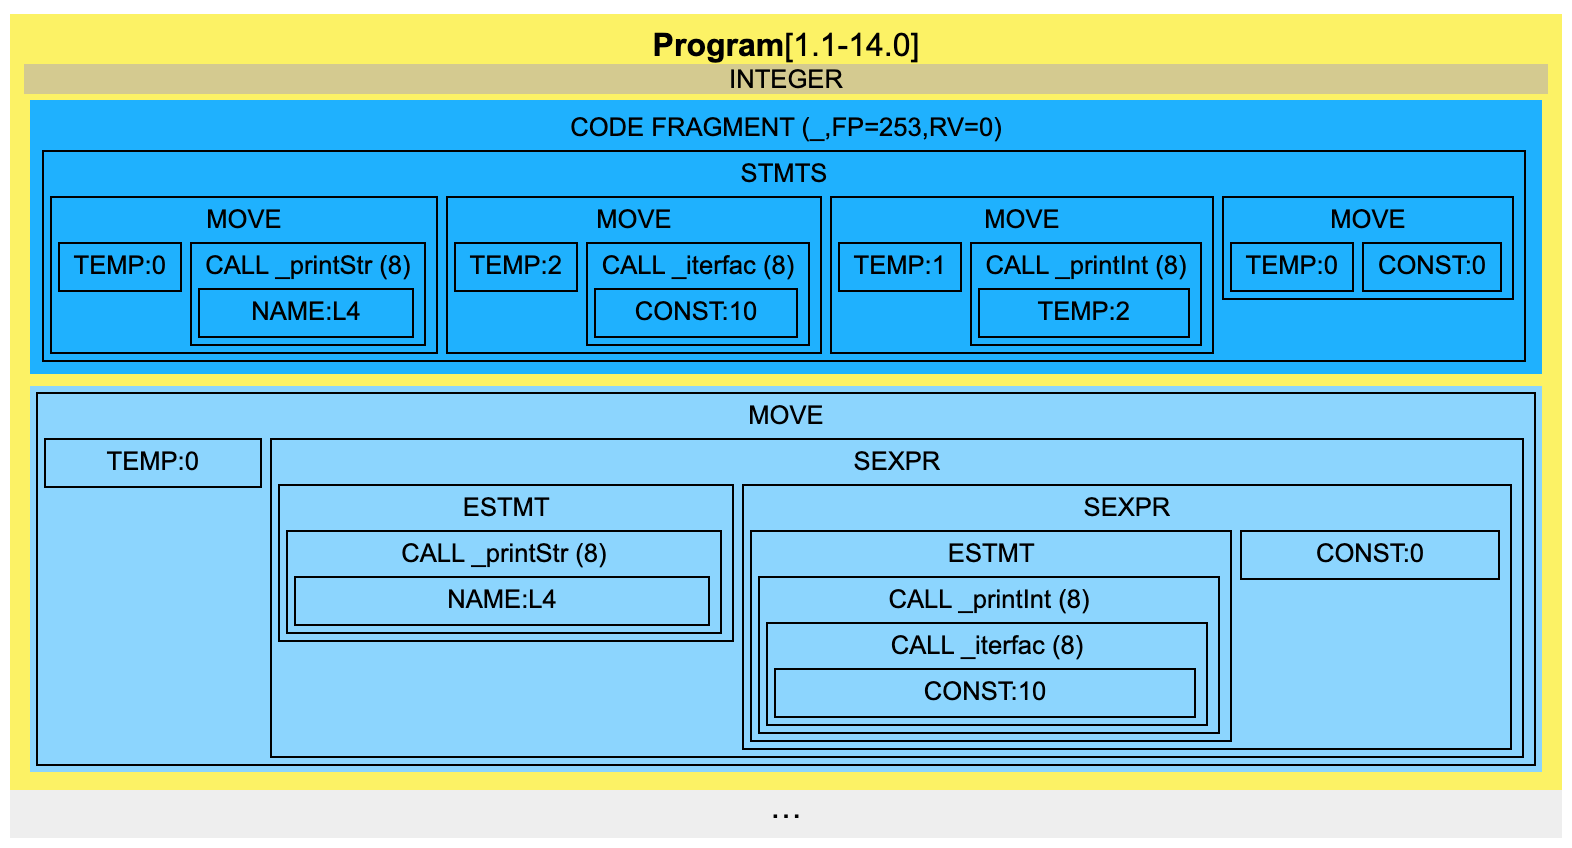 Program[1.1-14.0]
INTEGER
CODE FRAGMENT (_,FP=253,RV=0)
STMTS
MOVE
TEMP:0
CALL _printStr (8)
NAME:L4
MOVE
TEMP:2
CALL _iterfac (8)
CONST:10
MOVE
TEMP:1
CALL _printInt (8)
TEMP:2
MOVE
TEMP:0
CONST:0
MOVE
TEMP:0
SEXPR
ESTMT
CALL _printStr (8)
NAME:L4
SEXPR
ESTMT
CALL _printInt (8)
CALL _iterfac (8)
CONST:10
CONST:0
...